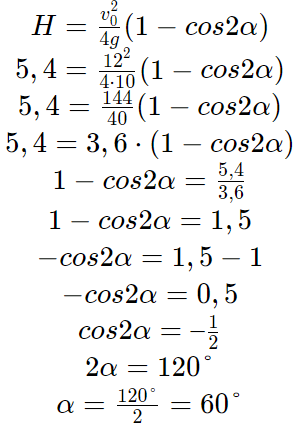 H = \frac{v_0^2}{4g}(1 - cos2α)
5,4 = \frac{12^2}{4·10}(1 - cos2α)
5,4 = \frac{144}{40}(1 - cos2α)
5,4 = 3,6 · (1 - cos2α)
1 - cos2α = \frac{5,4}{3,6}
1 - cos2α = 1,5
-cos2α = 1,5 - 1
-cos2α = 0,5
cos2α = -\frac{1}{2}
2α = 120°
α = \frac{120°}{2} = 60°